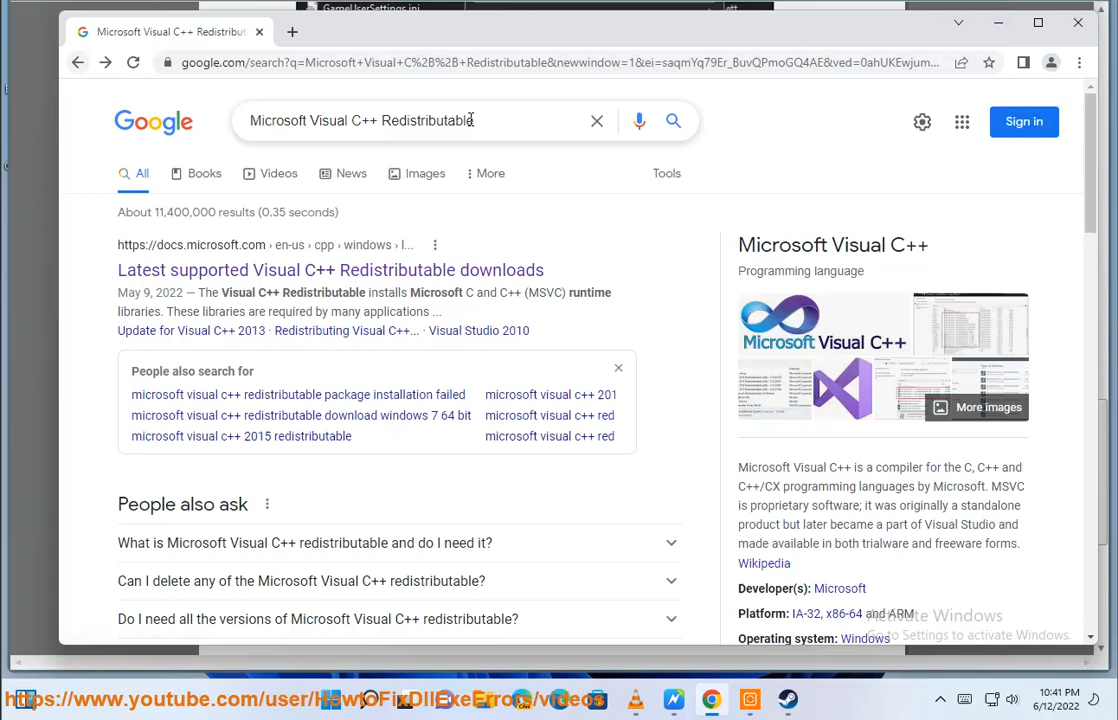 GameUserSettings.ini
ett
Microsoft Visual C++ Redistribut
google.com/search?q=Microsoft+Visual+C%2B%2B+Redistributable&newwindow=1&ei=saqmYq79Er_BuvQPmoGQ4AE&ved=0ahUKEwjum...
Google
Microsoft Visual C++ Redistributable
Sign in
All
Books
Videos
News
Images
More
Tools
About 11,400,000 results (0.35 seconds)
https://docs.microsoft.com › en-us › cpp › windows › l...
Latest supported Visual C++ Redistributable downloads
May 9, 2022 — The Visual C++ Redistributable installs Microsoft C and C++ (MSVC) runtime
libraries. These libraries are required by many applications ...
Update for Visual C++ 2013 · Redistributing Visual C++... · Visual Studio 2010
People also search for
microsoft visual c++ redistributable package installation failed
microsoft visual c++ 201
microsoft visual c++ redistributable download windows 7 64 bit
microsoft visual c++ red
microsoft visual c++ 2015 redistributable
microsoft visual c++ red
People also ask
What is Microsoft Visual C++ redistributable and do I need it?
Can I delete any of the Microsoft Visual C++ redistributable?
Do I need all the versions of Microsoft Visual C++ redistributable?
Microsoft Visual C++
Programming language
Microsoft Visual C++
More images
Microsoft Visual C++ is a compiler for the C, C++ and
C++/CX programming languages by Microsoft. MSVC
is proprietary software; it was originally a standalone
product but later became a part of Visual Studio and
made available in both trialware and freeware forms.
Wikipedia
Developer(s): Microsoft
Platform: IA-32, x86-64 and ARM
Operating system: Windows
Activate Windows
Go to Settings to activate Windows.
https://www.youtube.com/user/HowtoFixDllExeErrors/videos
10:41 PM
6/12/2022